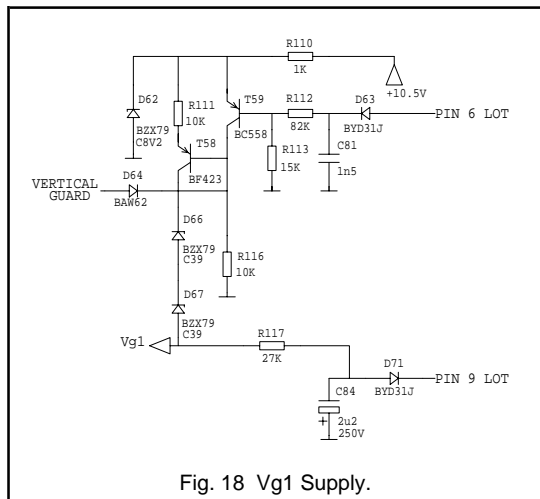 R110
1K
+10.5V
D62
R111
10K
T59
R112
82K
D63
BYD31J
PIN 6 LOT
BZX79
C8V2
T58
BC558
R113
15K
C81
1n5
VERTICAL
GUARD
D64
BAW62
BF423
D66
BZX79
C39
R116
10K
D67
BZX79
C39
Vg1
R117
27K
D71
BYD31J
PIN 9 LOT
C84
+
2u2
250V
Fig. 18 Vg1 Supply.